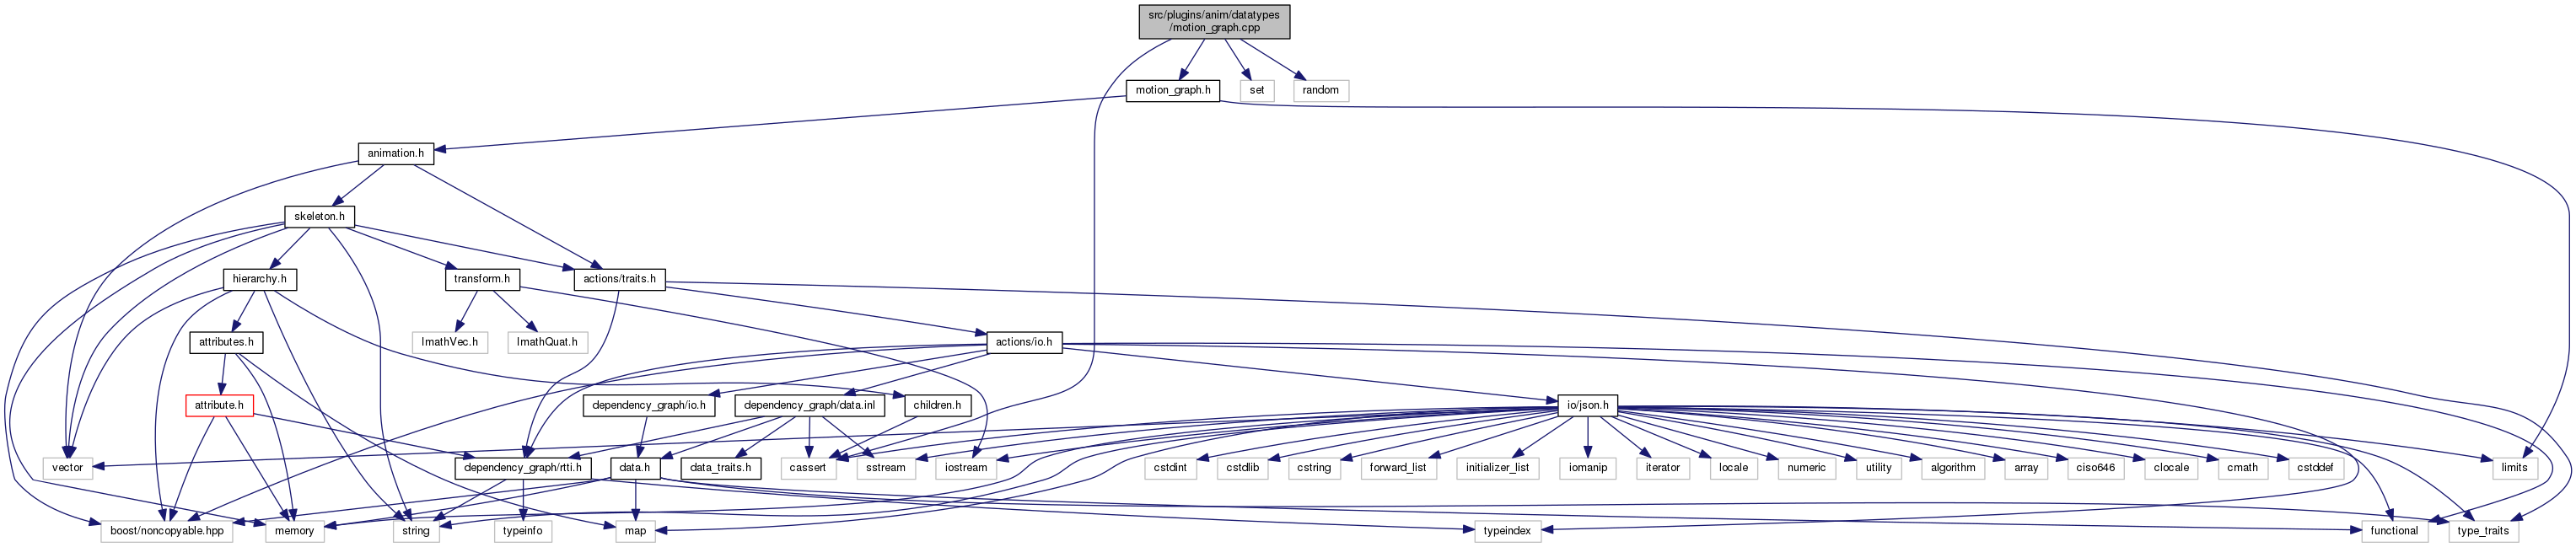 src/plugins/anim/datatypes
/motion_graph.cpp
motion_graph.h
set
random
animation.h
skeleton.h
hierarchy.h
transform.h
actions/traits.h
attributes.h
ImathVec.h
ImathQuat.h
actions/io.h
attribute.h
dependency_graph/io.h
dependency_graph/data.inl
children.h
io/json.h
vector
dependency_graph/rtti.h
data.h
data_traits.h
cassert
sstream
iostream
cstdint
cstdlib
cstring
forward_list
initializer_list
iomanip
iterator
locale
numeric
utility
algorithm
array
ciso646
clocale
cmath
cstddef
limits
boost/noncopyable.hpp
memory
string
typeinfo
map
typeindex
functional
type_traits